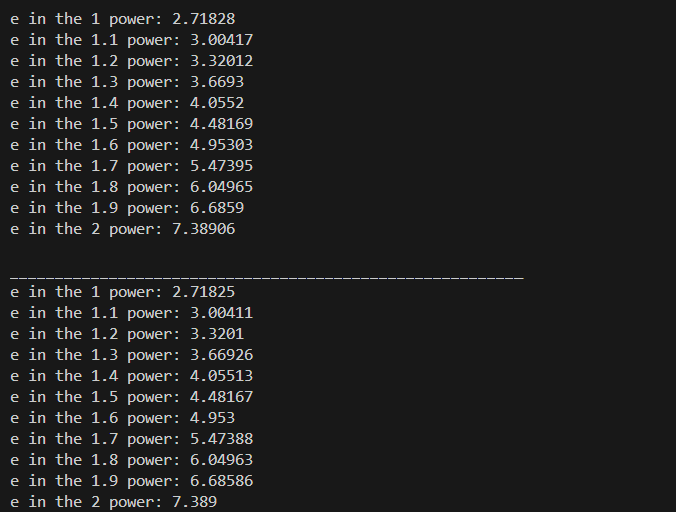 e in the 1 power: 2.71828
e in the 1.1 power: 3.00417
e in the 1.2 power: 3.32012
e in the 1.3 power: 3.6693
e in the 1.4 power: 4.0552
e in the 1.5 power: 4.48169
e in the 1.6 power: 4.95303
e in the 1.7 power: 5.47395
e in the 1.8 power: 6.04965
e in the 1.9 power: 6.6859
e in the 2 power: 7.38906
_________________________________________________________
e in the 1 power: 2.71825
e in the 1.1 power: 3.00411
e in the 1.2 power: 3.3201
e in the 1.3 power: 3.66926
e in the 1.4 power: 4.05513
e in the 1.5 power: 4.48167
e in the 1.6 power: 4.953
e in the 1.7 power: 5.47388
e in the 1.8 power: 6.04963
e in the 1.9 power: 6.68586
e in the 2 power: 7.389